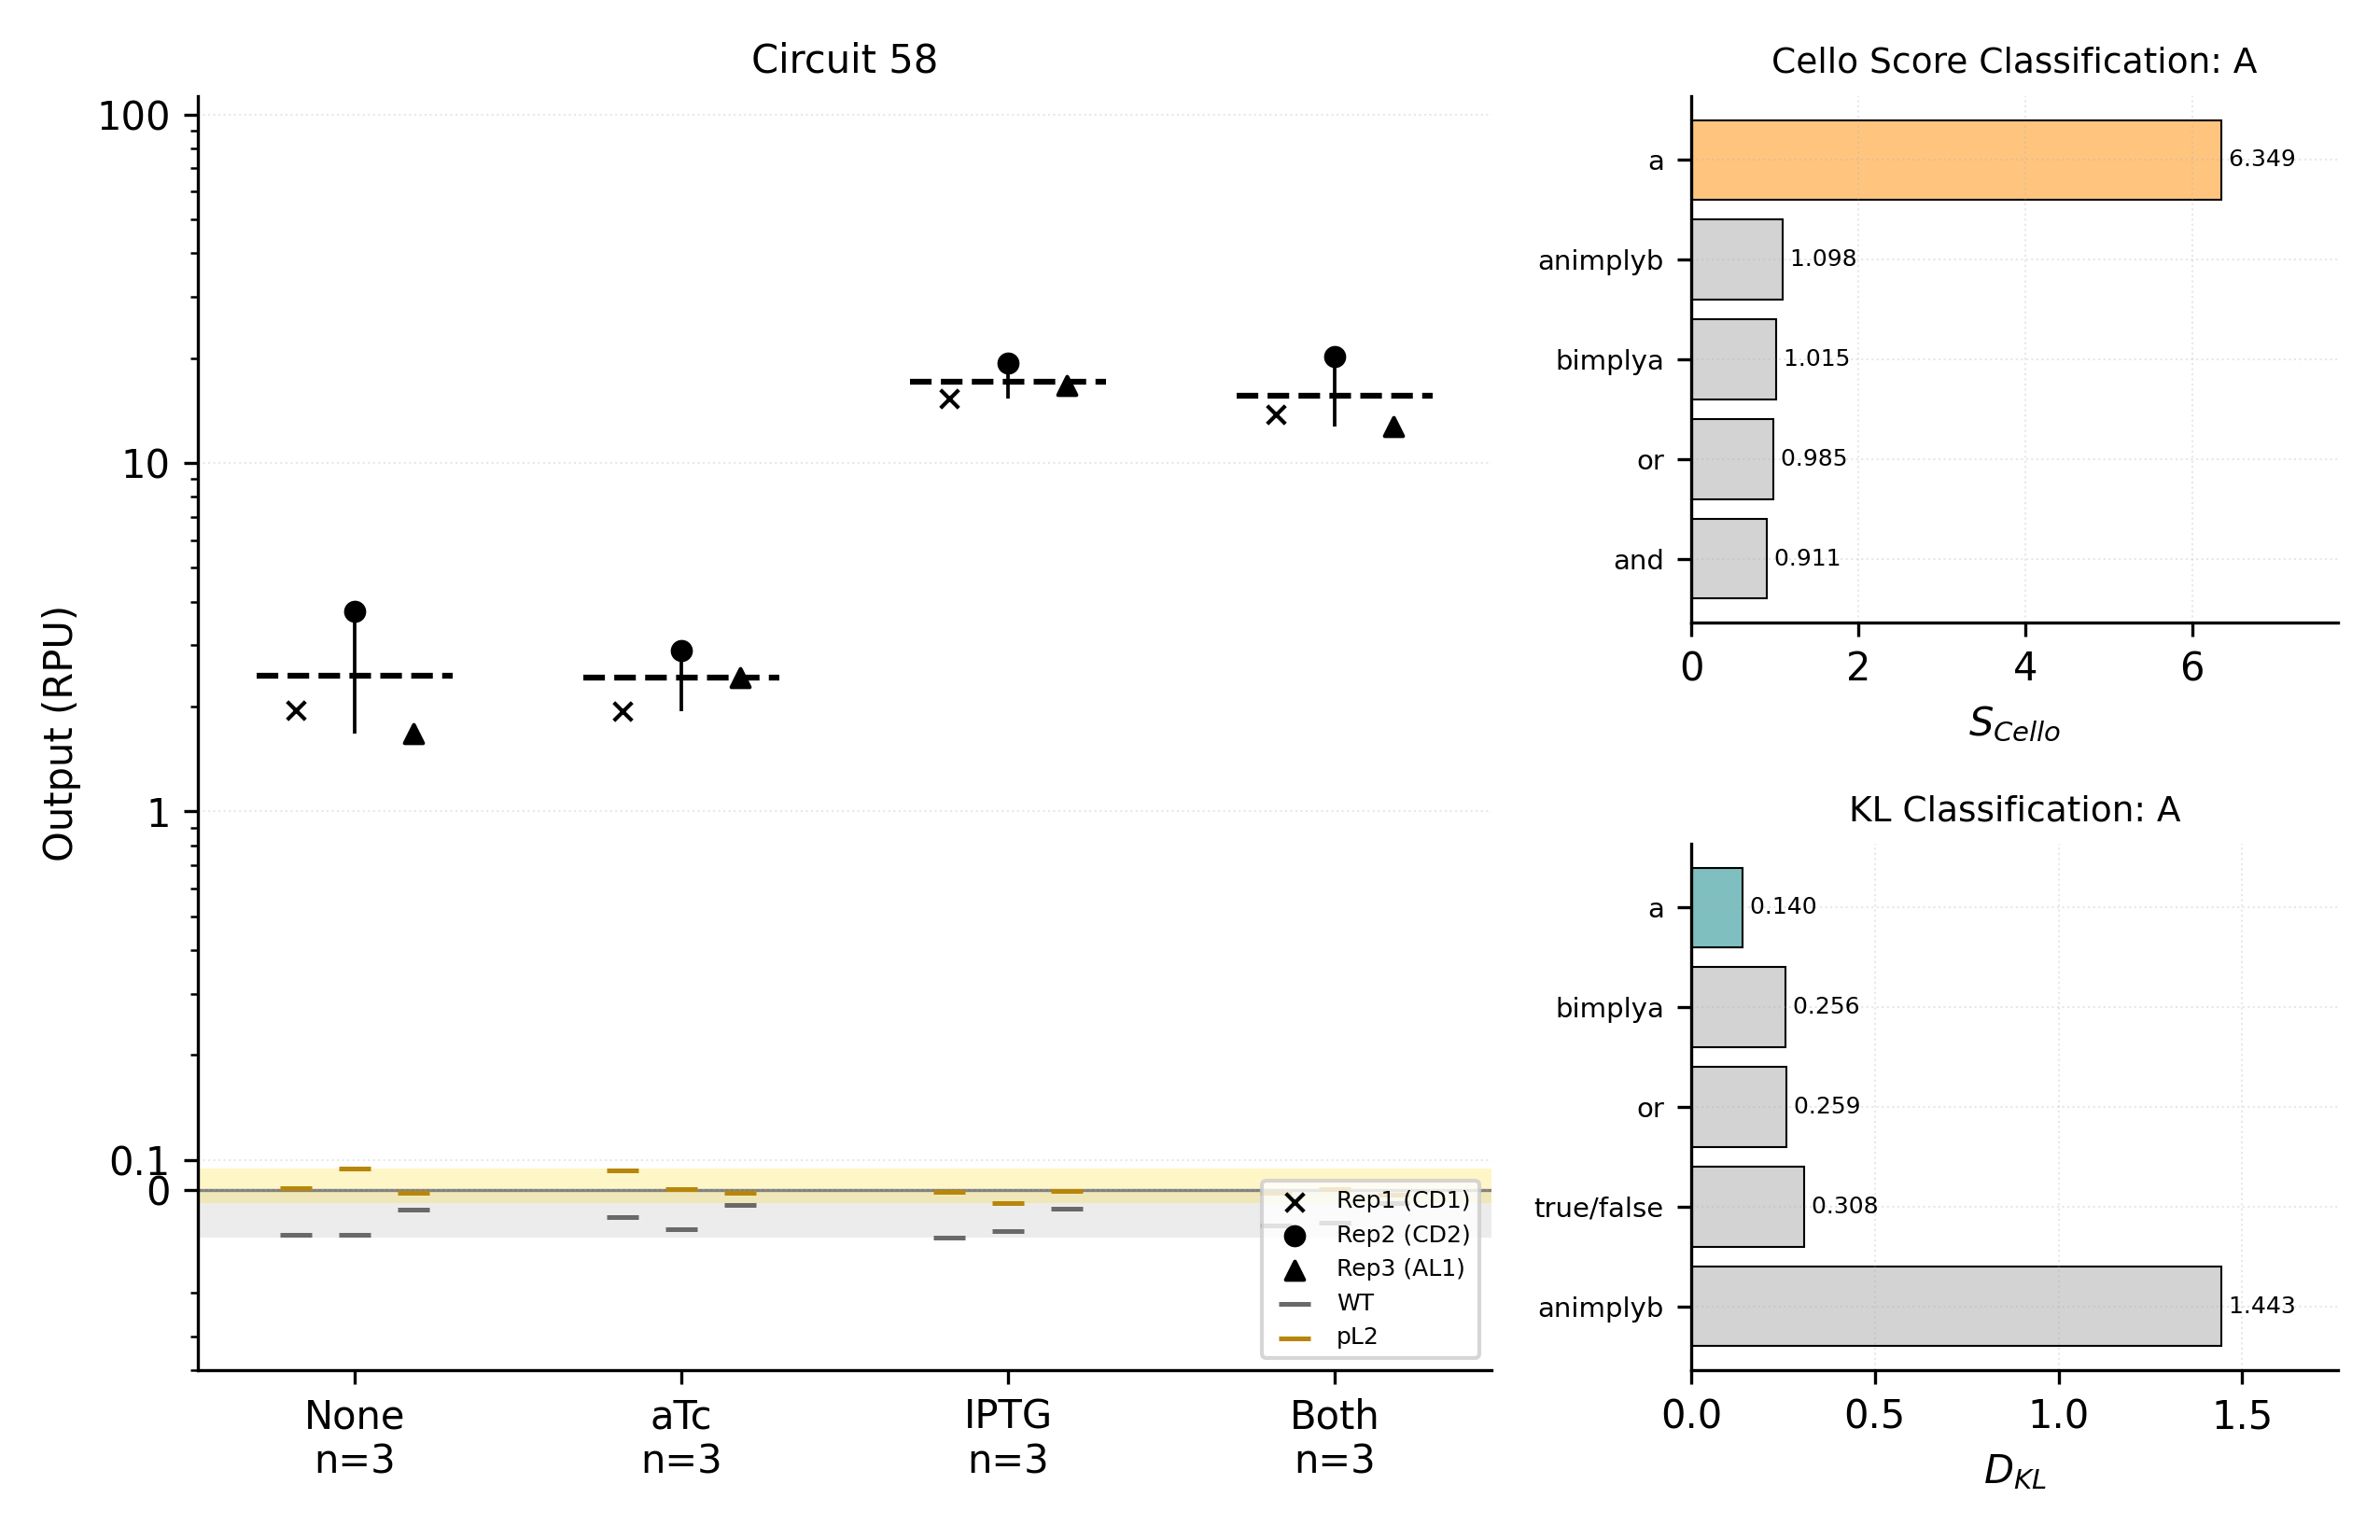 Circuit 58
Output (RPU)
100
10
1
0.1
0
None
n=3
aTc
n=3
IPTG
n=3
Both
n=3
Rep1 (CD1)
Rep2 (CD2)
Rep3 (AL1)
WT
pL2
Cello Score Classification: A
a
6.349
animplyb
1.098
bimplya
1.015
or
0.985
and
0.911
0 2 4 6
S_Cello
KL Classification: A
a
0.140
bimplya
0.256
or
0.259
true/false
0.308
animplyb
1.443
0.0 0.5 1.0 1.5
D_KL